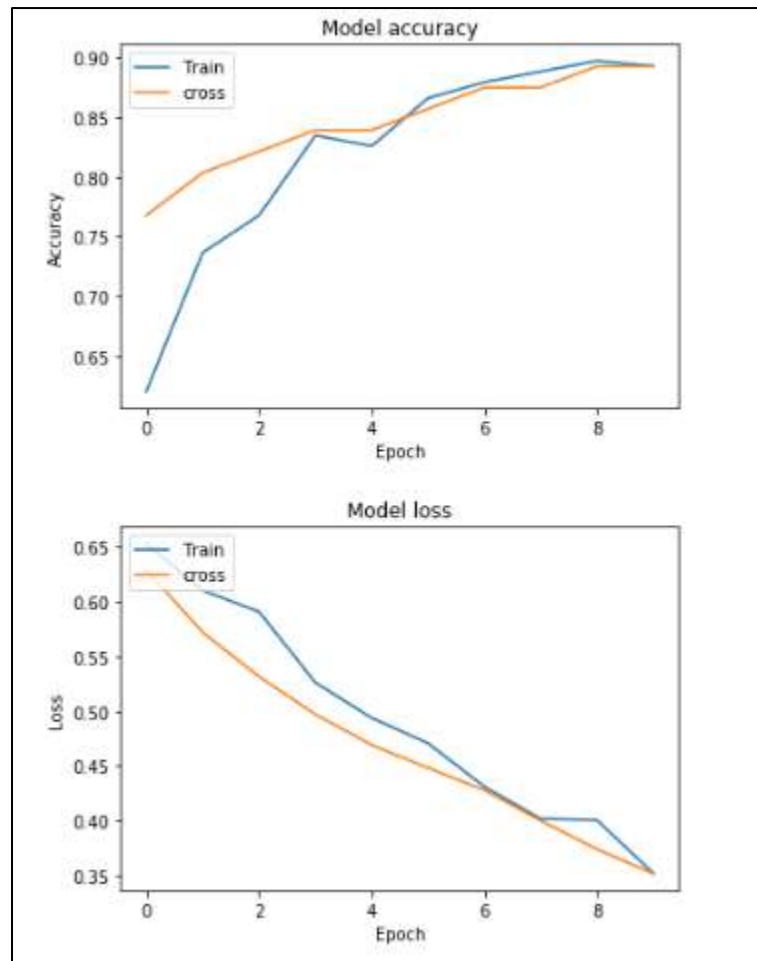 Model accuracy
0.90
0.85
0.80
0.75
0.70
0.65
Accuracy
Train
cross
0 2 4 6 8
Epoch
Model loss
0.65
0.60
0.55
0.50
0.45
0.40
0.35
Loss
Train
cross
0 2 4 6 8
Epoch